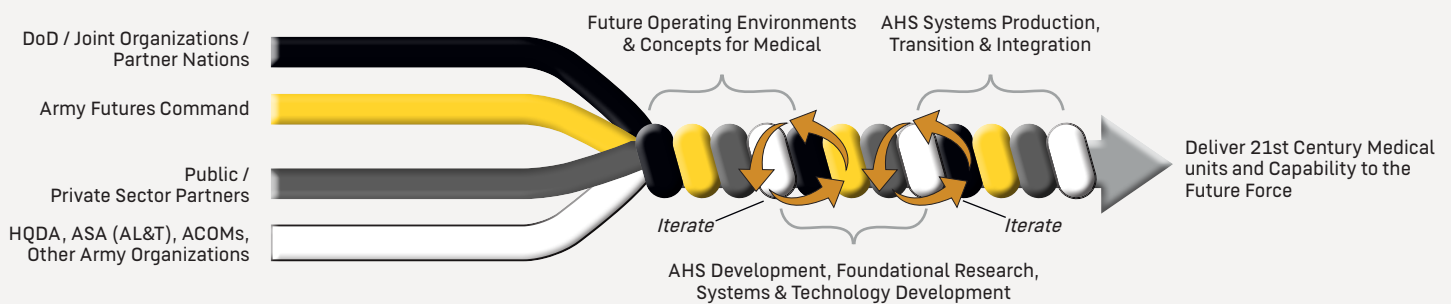 DoD / Joint Organizations /
Partner Nations
Army Futures Command
Public /
Private Sector Partners
HQDA, ASA (AL&T), ACOMs,
Other Army Organizations
Future Operating Environments
& Concepts for Medical
AHS Systems Production,
Transition & Integration
Iterate
Iterate
AHS Development, Foundational Research,
Systems & Technology Development
Deliver 21st Century Medical
units and Capability to the
Future Force